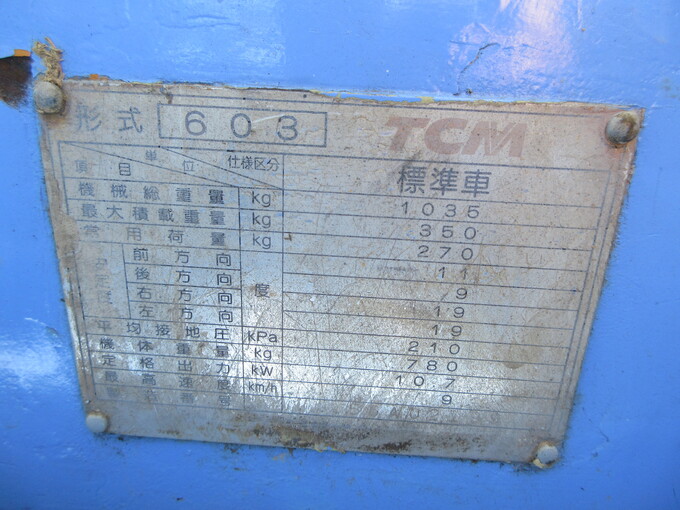 形式 603 TCM
項目 単位 仕様区分 標準車
機械総重量 kg 1035
最大積載重量 kg 350
常用荷重 kg 270
前方向 度 11
後方向 9
右方向 19
左方向 19
平均接地圧 kPa 210
機体重量 kg 780
定格出力 kW 10.7
最高速度 km/h 9